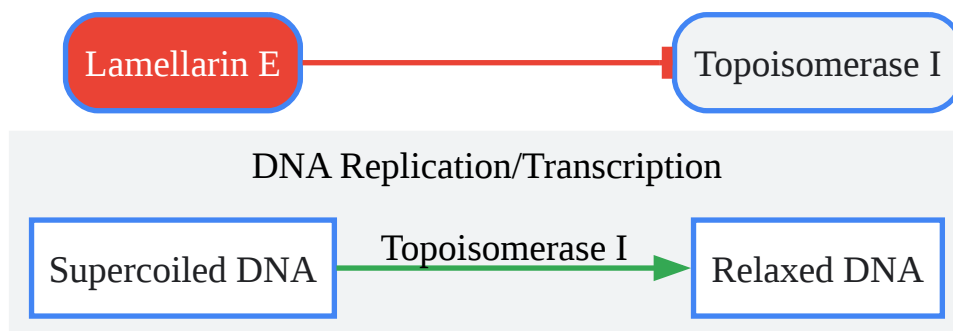 Lamellarin E
Topoisomerase I
DNA Replication/Transcription
Topoisomerase I
Supercoiled DNA
Relaxed DNA